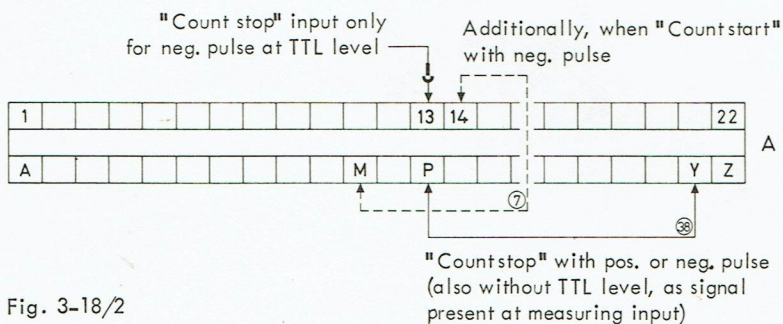 "Count stop" input only
for neg. pulse at TTL level
Additionally, when "Countstart"
with neg. pulse
1 13 14 22
A
A M P Y Z
7
38
"Countstop" with pos. or neg. pulse
(also without TTL level, as signal
present at measuring input)
Fig. 3-18/2